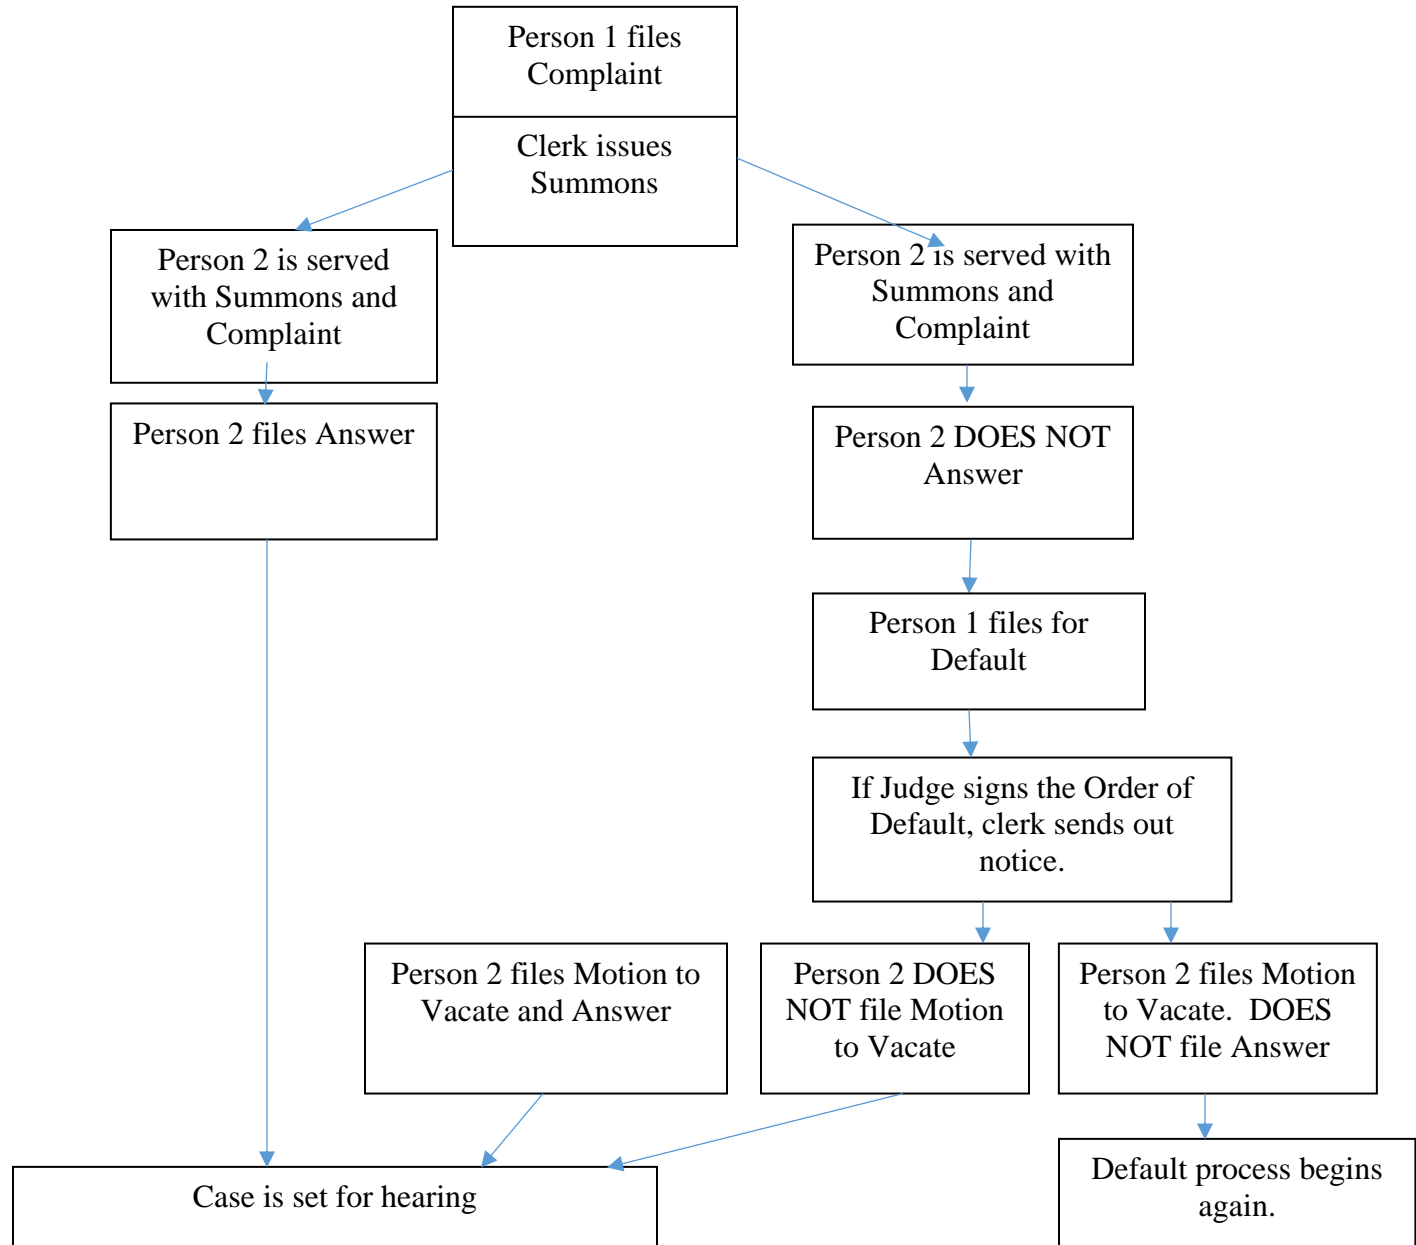 Person 1 files
Complaint
Clerk issues
Summons
Person 2 is served
with Summons and
Complaint
Person 2 is served with
Summons and
Complaint
Person 2 files Answer
Person 2 DOES NOT
Answer
Person 1 files for
Default
If Judge signs the Order of
Default, clerk sends out
notice.
Person 2 files Motion to
Vacate and Answer
Person 2 DOES
NOT file Motion
to Vacate
Person 2 files Motion
to Vacate.  DOES
NOT file Answer
Case is set for hearing
Default process begins
again.